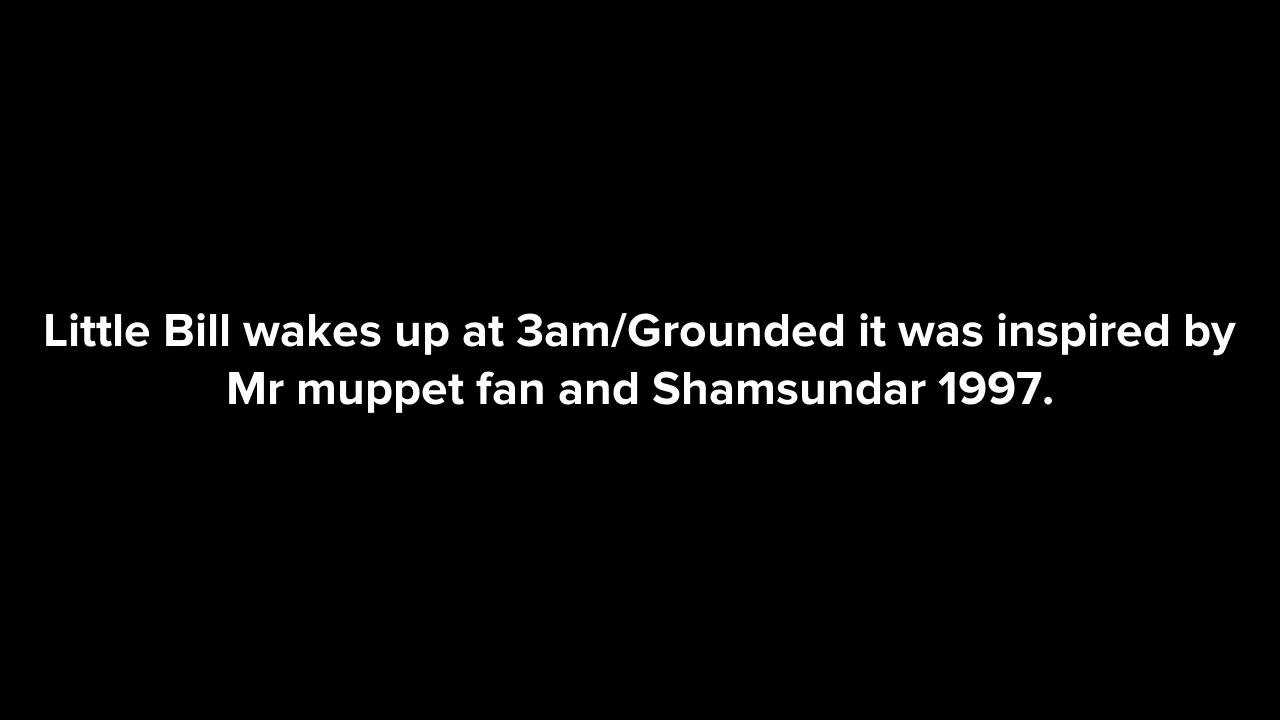 Little Bill wakes up at 3am/Grounded it was inspired by
Mr muppet fan and Shamsundar 1997.